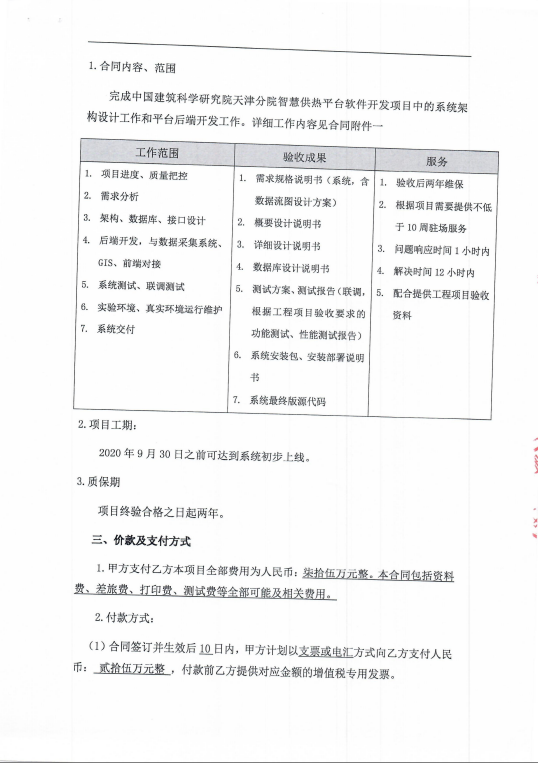 1.合同内容、范围
完成中国建筑科学研究院天津分院智慧供热平台软件开发项目中的系统架
构设计工作和平台后端开发工作。详细工作内容见合同附件一
工作范围
1. 项目进度、质量把控
2. 需求分析
3. 架构、数据库、接口设计
4. 后端开发，与数据采集系统、
GIS、前端对接
5. 系统测试、联调测试
6. 实验环境、真实环境运行维护
7. 系统交付
验收成果
1. 需求规格说明书（系统，含
数据流图设计方案）
2. 概要设计说明书
3. 详细设计说明书
4. 数据库设计说明书
5. 测试方案、测试报告（联调，
根据工程项目验收要求的
功能测试、性能测试报告）
6. 系统安装包、安装部署说明
书
7. 系统最终版源代码
服务
1. 验收后两年维保
2. 根据项目需要提供不低
于 10 周驻场服务
3. 问题响应时间 1 小时内
4. 解决时间 12 小时内
5. 配合提供工程项目验收
资料
2.项目工期：
2020 年 9 月 30 日之前可达到系统初步上线。
3.质保期
项目终验合格之日起两年。
三、价款及支付方式
1.甲方支付乙方本项目全部费用为人民币：柒拾伍万元整。本合同包括资料
费、差旅费、打印费、测试费等全部可能及相关费用。
2.付款方式：
（1）合同签订并生效后 10 日内，甲方计划以支票或电汇方式向乙方支付人民
币： 贰拾伍万元整 ，付款前乙方提供对应金额的增值税专用发票。